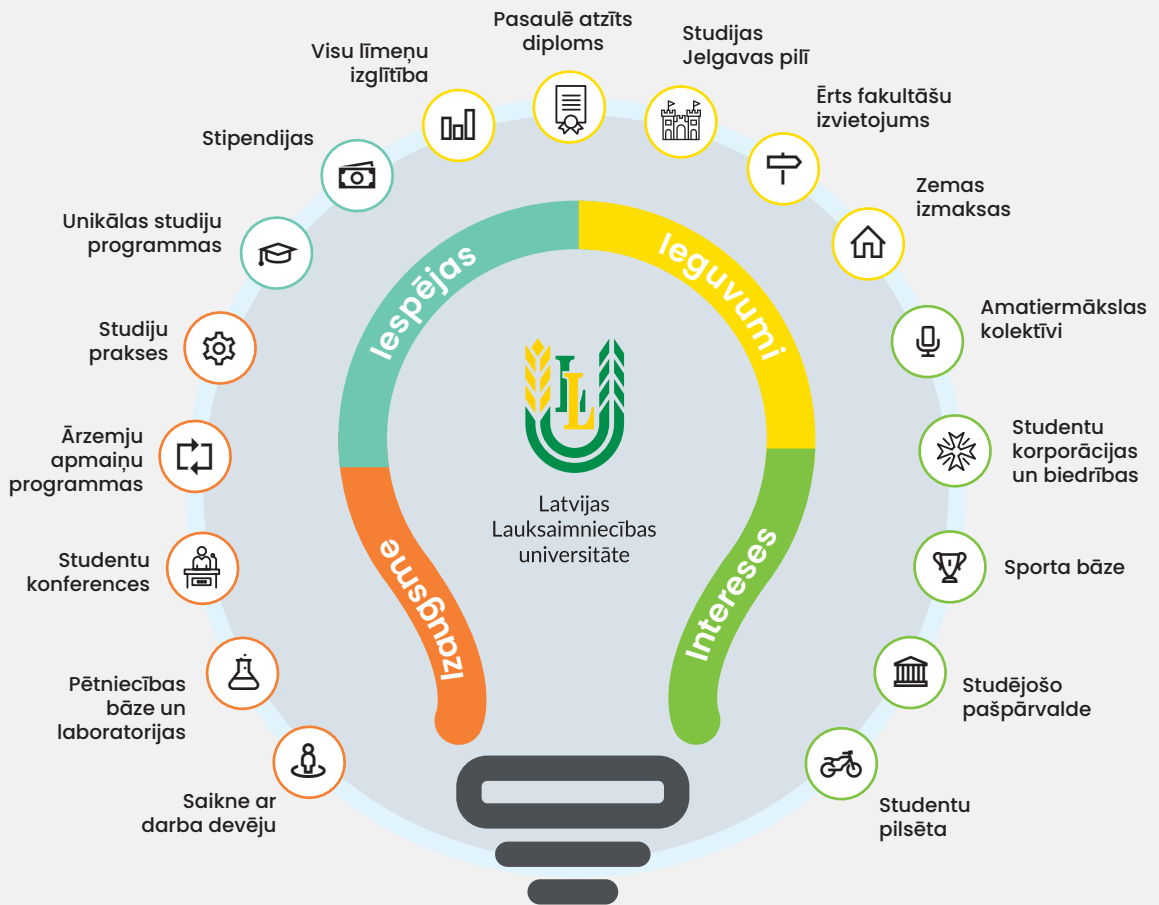 Pasaulē atzīts
diploms
Studijas
Jelgavas pilī
Visu līmeņu
izglītība
Ērts fakultāšu
izvietojums
Stipendijas
Zemas
izmaksas
Unikālas studiju
programmas
Iespējas
Ieguvumi
Studiju
prakses
Amatiermākslas
kolektīvi
LLU
Ārzemju
apmaiņu
programmas
Studentu
korporācijas
un biedrības
Latvijas
Lauksaimniecības
universitāte
Izaugsme
Intereses
Studentu
konferences
Sporta bāze
Pētniecības
bāze un
laboratorijas
Studējošo
pašpārvalde
Saikne ar
darba devēju
Studentu
pilsēta